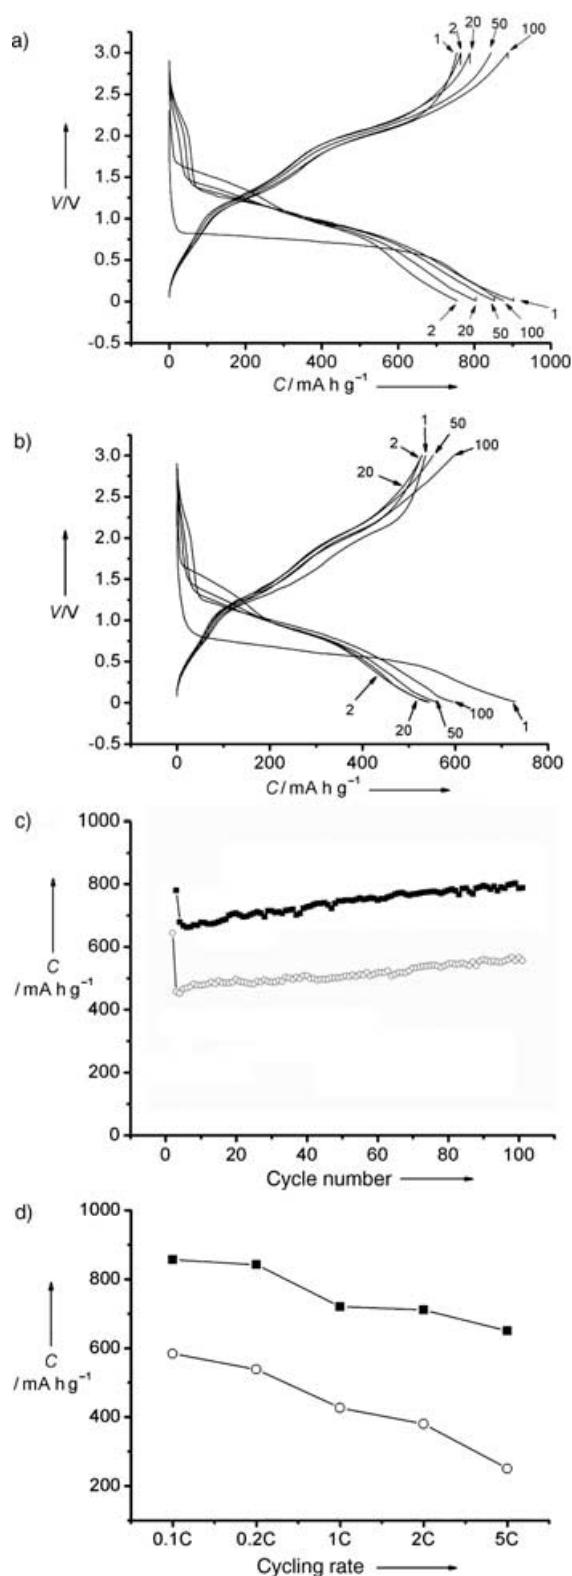 a)
1 2 20 50 100
3.0
2.5
2.0
V/V 1.5
1.0
0.5
0
-0.5
1
2 20 50 100
0 200 400 600 800 1000
C / mA h g⁻¹
b)
1
2 50
20 100
3.0
2.5
2.0
V/V 1.5
1.0
0.5
0
-0.5
2 20 50 100 1
0 200 400 600 800
C / mA h g⁻¹
c)
1000
800
600
C
/ mA h g⁻¹
400
200
0
0 20 40 60 80 100
Cycle number
d)
1000
800
C
/ mA h g⁻¹
600
400
200
0.1C 0.2C 1C 2C 5C
Cycling rate